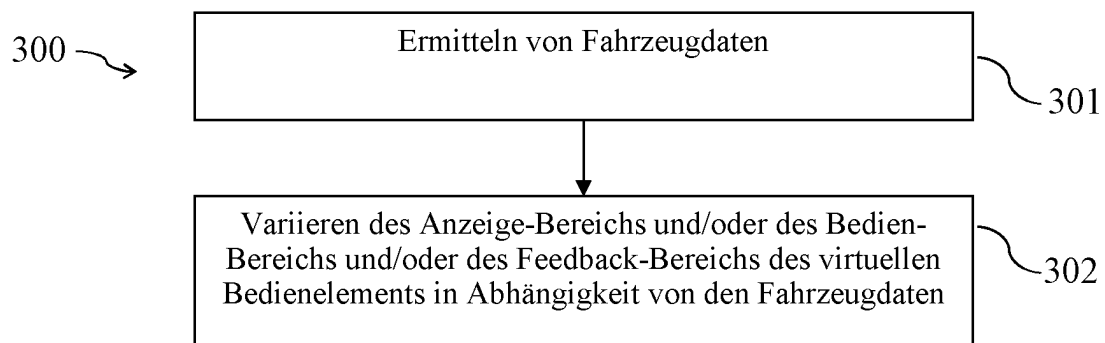 300
Ermitteln von Fahrzeugdaten
301
Variieren des Anzeige-Bereichs und/oder des Bedien-
Bereichs und/oder des Feedback-Bereichs des virtuellen
Bedienelements in Abhängigkeit von den Fahrzeugdaten
302